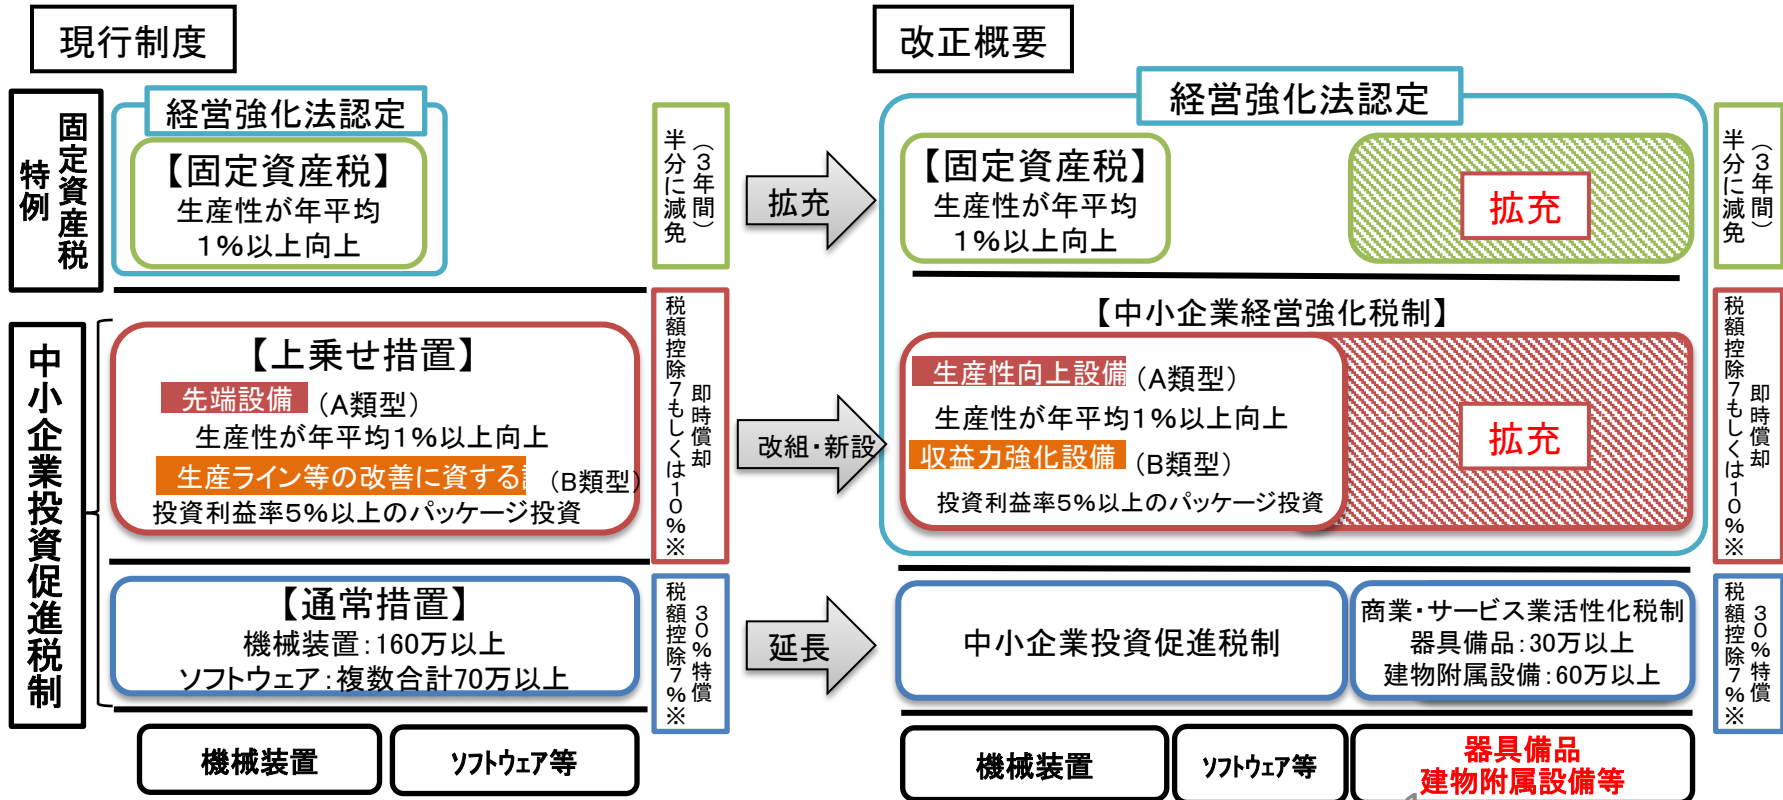 現行制度
改正概要
固定資産税
特例
経営強化法認定
【固定資産税】
生産性が年平均
1%以上向上
(3年間)
半分に減免
拡充
経営強化法認定
【固定資産税】
生産性が年平均
1%以上向上
拡充
(3年間)
半分に減免
中小企業投資促進税制
【上乗せ措置】
先端設備 (A類型)
生産性が年平均1%以上向上
生産ライン等の改善に資する (B類型)
投資利益率5%以上のパッケージ投資
即時償却
税額控除7もしくは10%※
改組・新設
【中小企業経営強化税制】
生産性向上設備 (A類型)
生産性が年平均1%以上向上
収益力強化設備 (B類型)
投資利益率5%以上のパッケージ投資
拡充
即時償却
税額控除7もしくは10%※
【通常措置】
機械装置:160万以上
ソフトウェア:複数合計70万以上
30%特償
税額控除7%※
延長
中小企業投資促進税制
商業・サービス業活性化税制
器具備品:30万以上
建物附属設備:60万以上
30%特償
税額控除7%※
機械装置
ソフトウェア等
機械装置
ソフトウェア等
器具備品
建物附属設備等